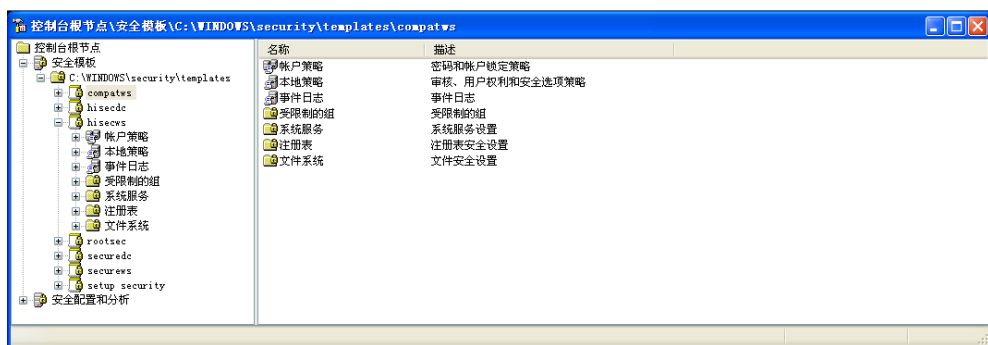 控制台根节点\安全模板\C:\WINDOWS\security\templates\compatws
控制台根节点
安全模板
C:\WINDOWS\security\templates
compatws
hisecdc
hisecws
帐户策略
本地策略
事件日志
受限制的组
系统服务
注册表
文件系统
rootsec
securedc
securews
setup security
安全配置和分析
名称 描述
帐户策略 密码和帐户锁定策略
本地策略 审核、用户权利和安全选项策略
事件日志 事件日志
受限制的组 受限制的组
系统服务 系统服务设置
注册表 注册表安全设置
文件系统 文件安全设置